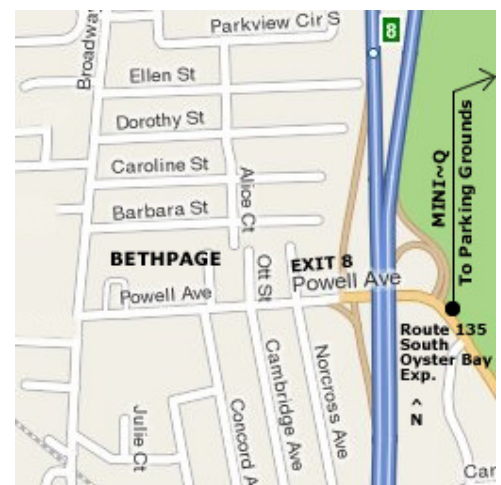 Parkview Cir S
8
Broadway
Ellen St
Dorothy St
Caroline St
Alice Ct
Barbara St
MINI~Q
To Parking Grounds
BETHPAGE
Ott St
EXIT 8
Powell Ave
Powell Ave
Route 135
South
Oyster Bay
Exp.
^
N
Norcross Ave
Cambridge Ave
Concord A
Julie Ct
Car